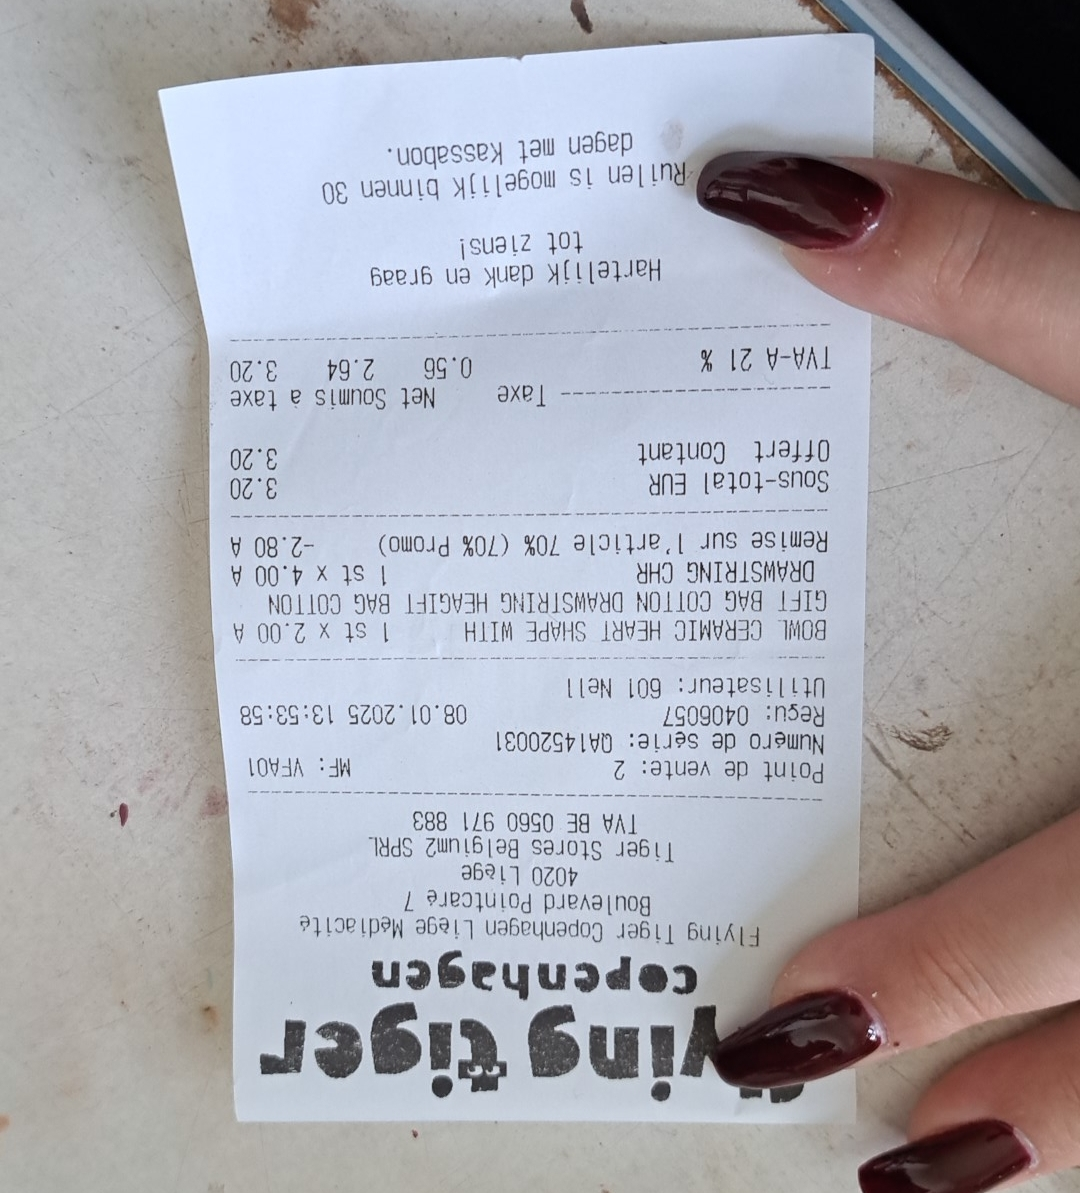 ying tiger
copenhagen
Flying Tiger Copenhagen Liege Mediacite
Boulevard Pointcare 7
4020 Liege
Tiger Stores Belgium2 SPRL
TVA BE 0560 971 883
Point de vente: 2 MF: VFA01
Numero de série: QA14520031
Reçu: 0406057 08.01.2025 13:53:58
Utilisateur: 601 Nell
BOWL CERAMIC HEART SHAPE WITH 1 st x 2.00 A
GIFT BAG COTTON DRAWSTRING HEAGIFT BAG COTTON
DRAWSTRING CHR 1 st x 4.00 A
Remise sur l'article 70% (70% Promo) -2.80 A
Sous-total EUR 3.20
Offert Contant 3.20
Taxe Net Soumis à taxe
TVA-A 21 % 0.56 2.64 3.20
Hartelijk dank en graag
tot ziens!
Ruilen is mogelijk binnen 30
dagen met Kassabon.